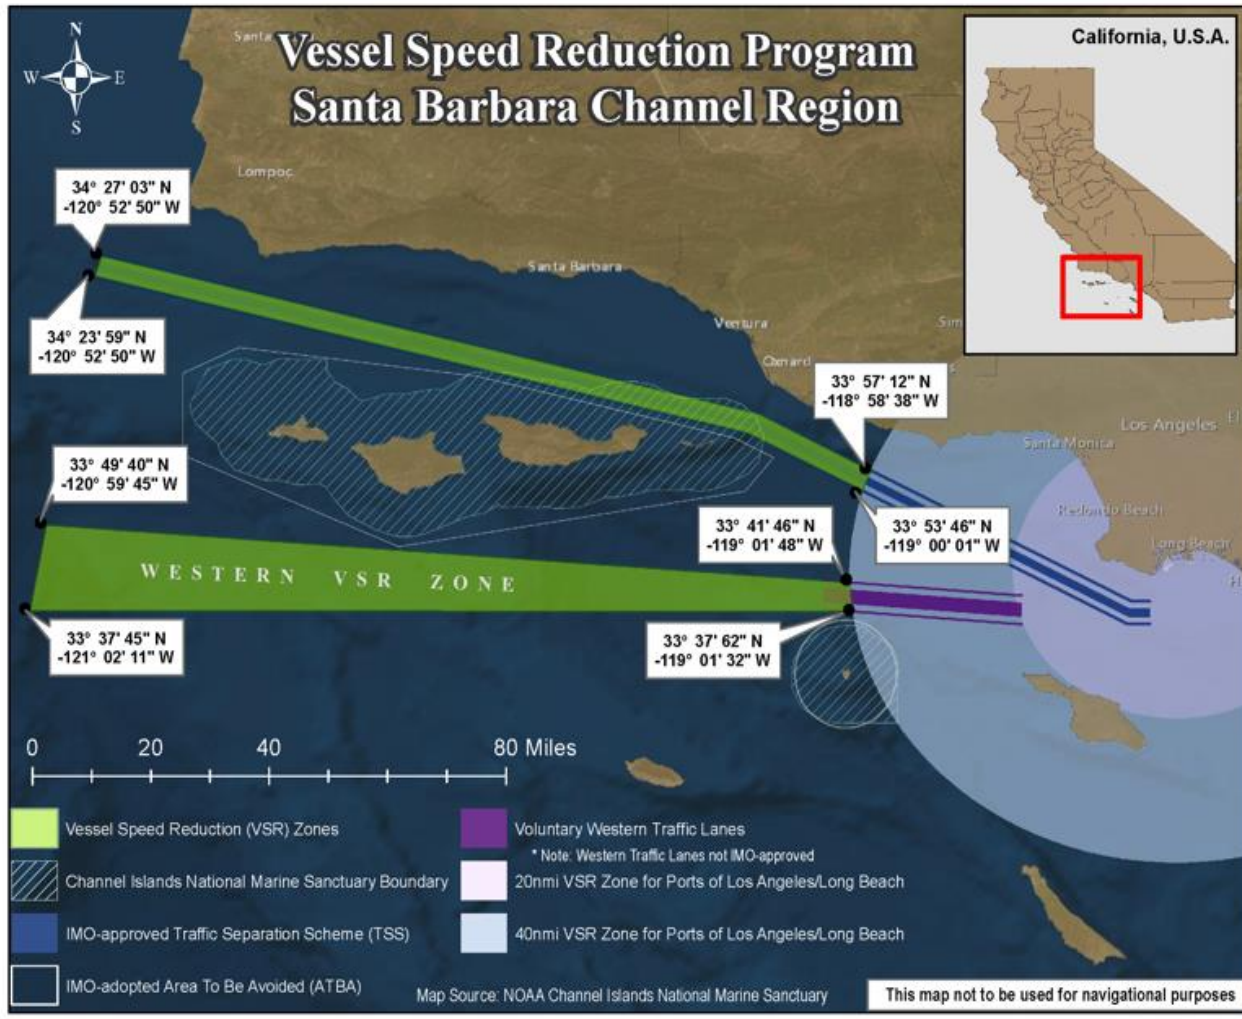 Vessel Speed Reduction Program
Santa Barbara Channel Region
California, U.S.A.
N
W
E
S
Lompoc
34° 27' 03" N
-120° 52' 50" W
34° 23' 59" N
-120° 52' 50" W
Santa Barbara
Ventura
Oxnard
33° 57' 12" N
-118° 58' 38" W
Los Angeles
Santa Monica
33° 49' 40" N
-120° 59' 45" W
Redondo Beach
33° 41' 46" N
-119° 01' 48" W
33° 53' 46" N
-119° 00' 01" W
Long Beach
WESTERN VSR ZONE
33° 37' 45" N
-121° 02' 11" W
33° 37' 62" N
-119° 01' 32" W
0 20 40 80 Miles
Vessel Speed Reduction (VSR) Zones
Channel Islands National Marine Sanctuary Boundary
IMO-approved Traffic Separation Scheme (TSS)
IMO-adopted Area To Be Avoided (ATBA)
Voluntary Western Traffic Lanes
* Note: Western Traffic Lanes not IMO-approved
20nmi VSR Zone for Ports of Los Angeles/Long Beach
40nmi VSR Zone for Ports of Los Angeles/Long Beach
Map Source: NOAA Channel Islands National Marine Sanctuary
This map not to be used for navigational purposes